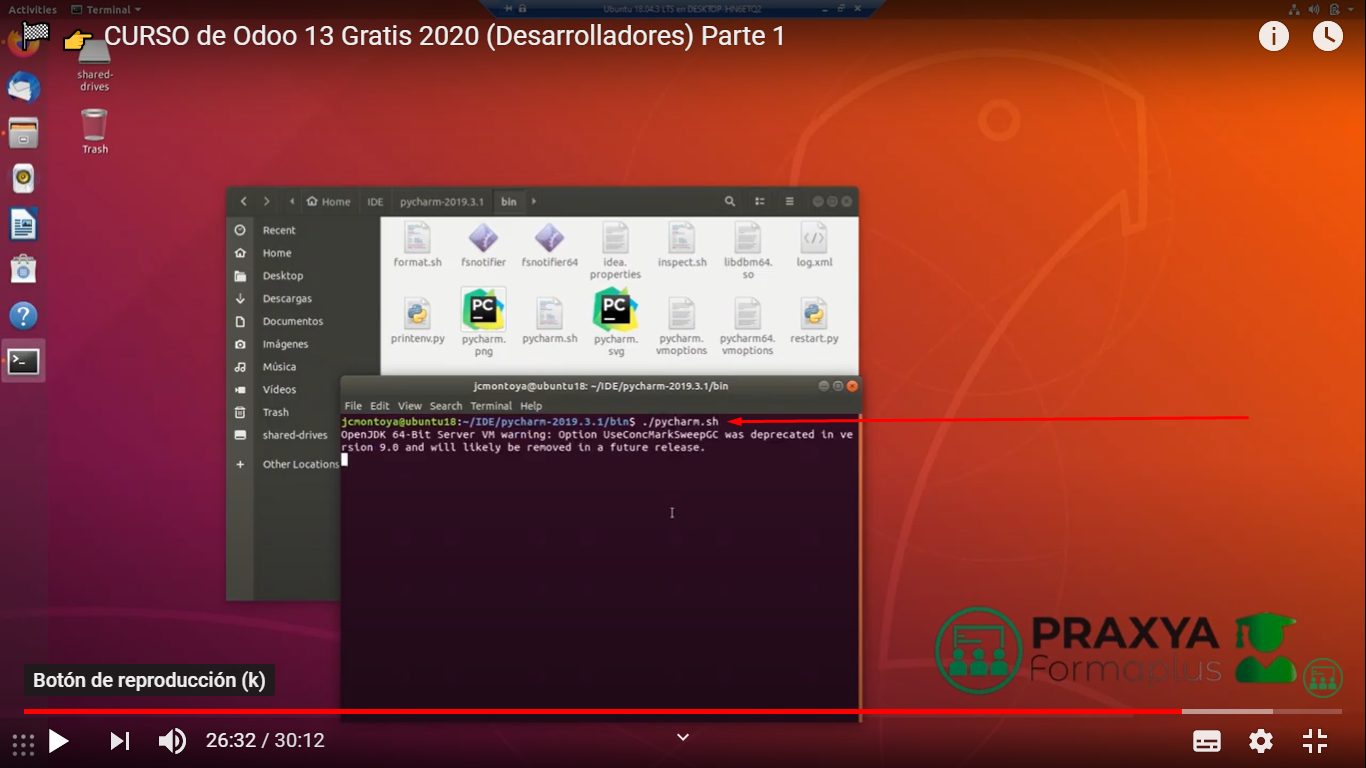 Activities Terminal
Ubuntu 18.04.3 LTS en DESKTOP-HN6ETQ2
CURSO de Odoo 13 Gratis 2020 (Desarrolladores) Parte 1
shared-
drives
Trash
Home IDE pycharm-2019.3.1 bin
Recent
Home
Desktop
Descargas
Documentos
Imágenes
Música
Vídeos
Trash
shared-drives
Other Locations
format.sh fsnotifier fsnotifier64 idea.
properties inspect.sh libdbm64.
so log.xml
printenv.py pycharm.
png pycharm.sh pycharm.
svg pycharm.
vmoptions pycharm64.
vmoptions restart.py
jcmontoya@ubuntu18: ~/IDE/pycharm-2019.3.1/bin
File Edit View Search Terminal Help
jcmontoya@ubuntu18:~/IDE/pycharm-2019.3.1/bin$ ./pycharm.sh
OpenJDK 64-Bit Server VM warning: Option UseConcMarkSweepGC was deprecated in ve
rsion 9.0 and will likely be removed in a future release.
PRAXYA
Formaplus
Botón de reproducción (k)
26:32 / 30:12